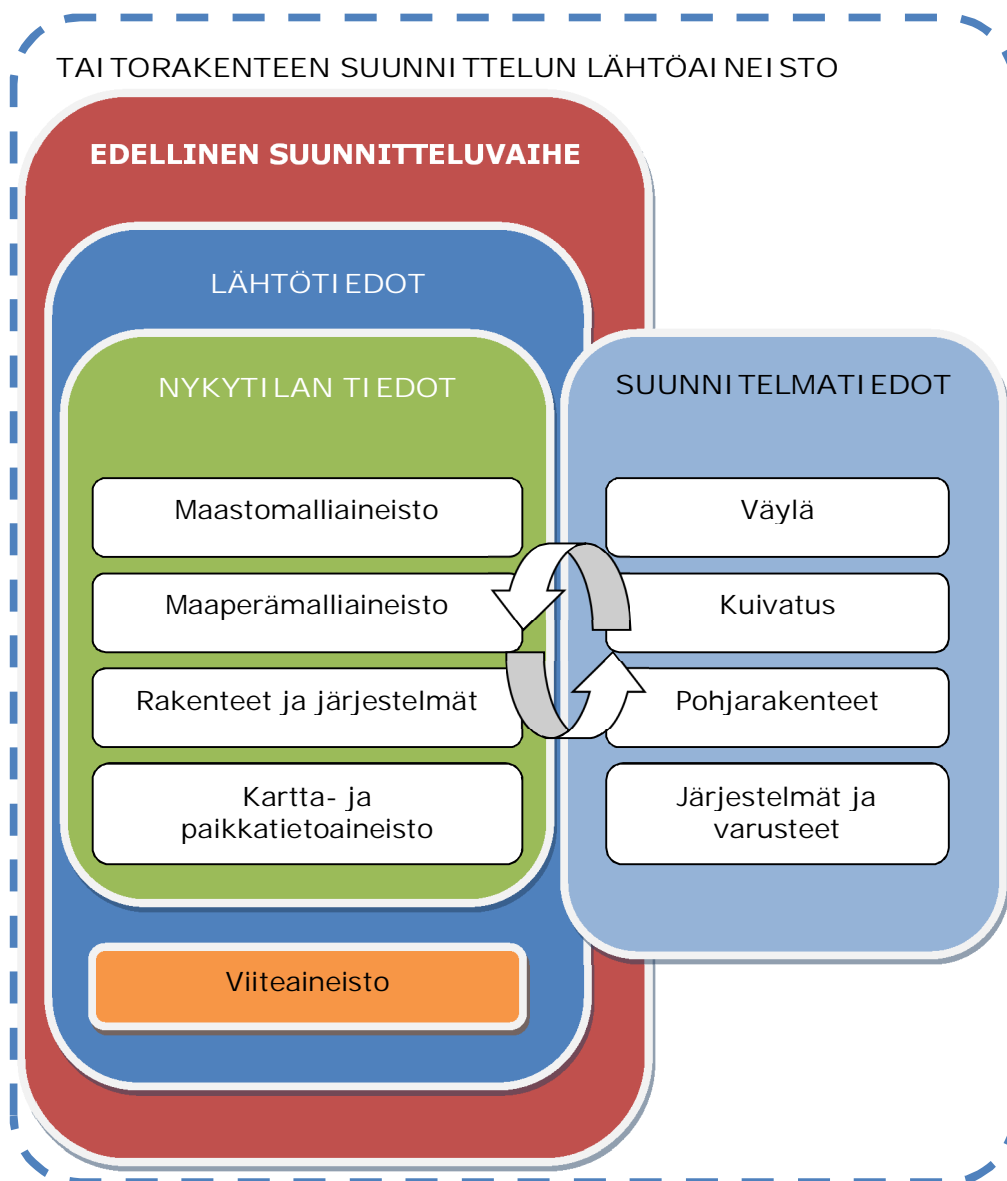 TAITORAKENTEEN SUUNNITTELUN LÄHTÖAINEISTO
EDELLINEN SUUNNITTELUVAIHE
LÄHTÖTIEDOT
NYKYTILAN TIEDOT
Maastomalliaineisto
Maaperämalliaineisto
Rakenteet ja järjestelmät
Kartta- ja
paikkatietoaineisto
Viiteaineisto
SUUNNITELMATIEDOT
Väylä
Kuivatus
Pohjarakenteet
Järjestelmät ja
varusteet